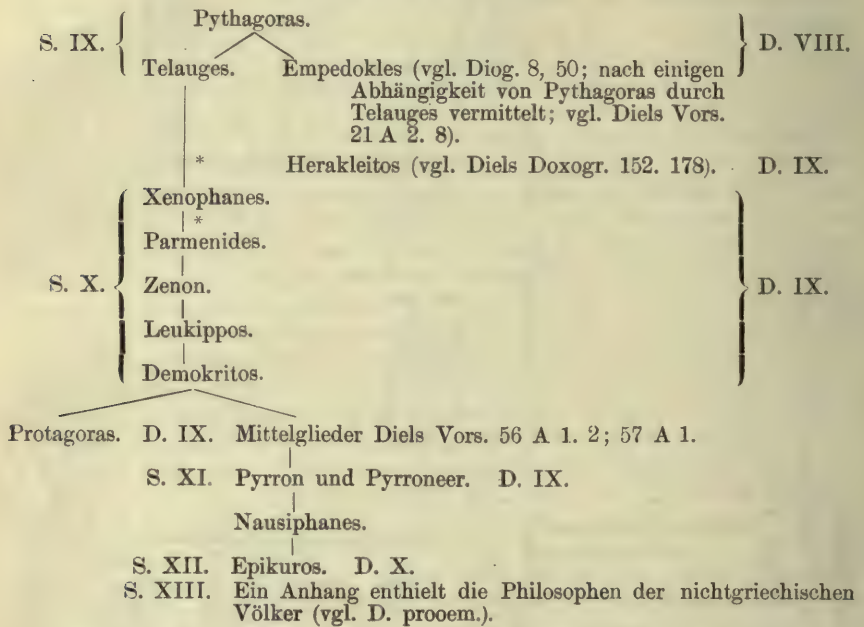 Pythagoras.
S. IX. D. VIII.
Telauges. Empedokles (vgl. Diog. 8, 50; nach einigen
Abhängigkeit von Pythagoras durch
Telauges vermittelt; vgl. Diels Vors.
21 A 2. 8).
* Herakleitos (vgl. Diels Doxogr. 152. 178). D. IX.
Xenophanes.
*
Parmenides.
S. X. Zenon. D. IX.
Leukippos.
Demokritos.
Protagoras. D. IX. Mittelglieder Diels Vors. 56 A 1. 2; 57 A 1.
S. XI. Pyrron und Pyrroneer. D. IX.
Nausiphanes.
S. XII. Epikuros. D. X.
S. XIII. Ein Anhang enthielt die Philosophen der nichtgriechischen
Völker (vgl. D. prooem.).